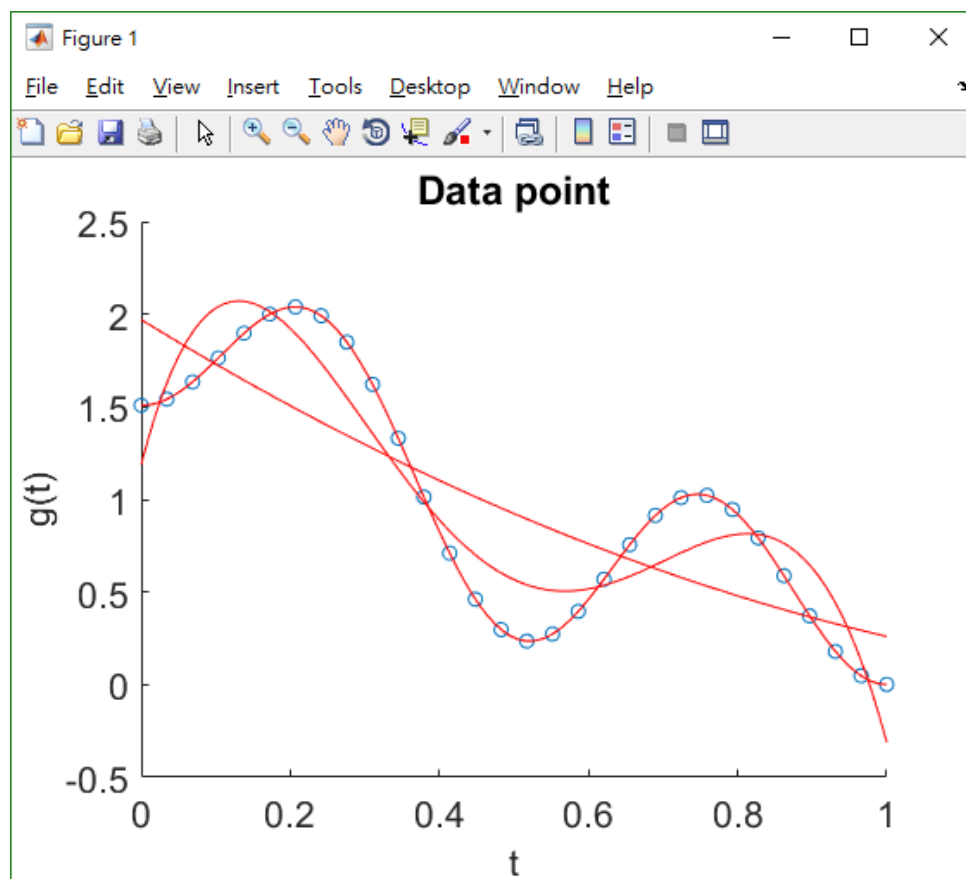 Figure 1
File Edit View Insert Tools Desktop Window Help
Data point
2.5
2
1.5
1
0.5
0
-0.5
g(t)
0 0.2 0.4 0.6 0.8 1
t